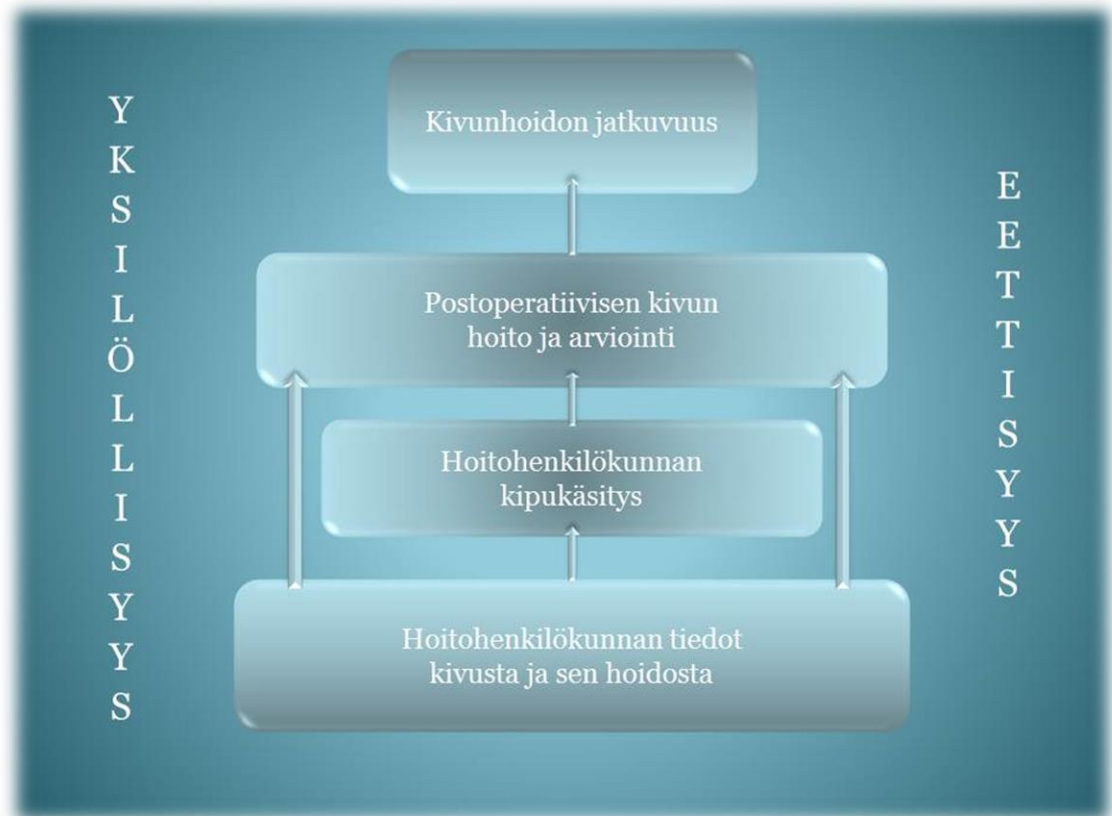 YKSILÖLLISYYS
Kivunhoidon jatkuvuus
Postoperatiivisen kivun
hoito ja arviointi
Hoitohenkilökunnan
kipukäsitys
Hoitohenkilökunnan tiedot
kivusta ja sen hoidosta
EETTISYYS